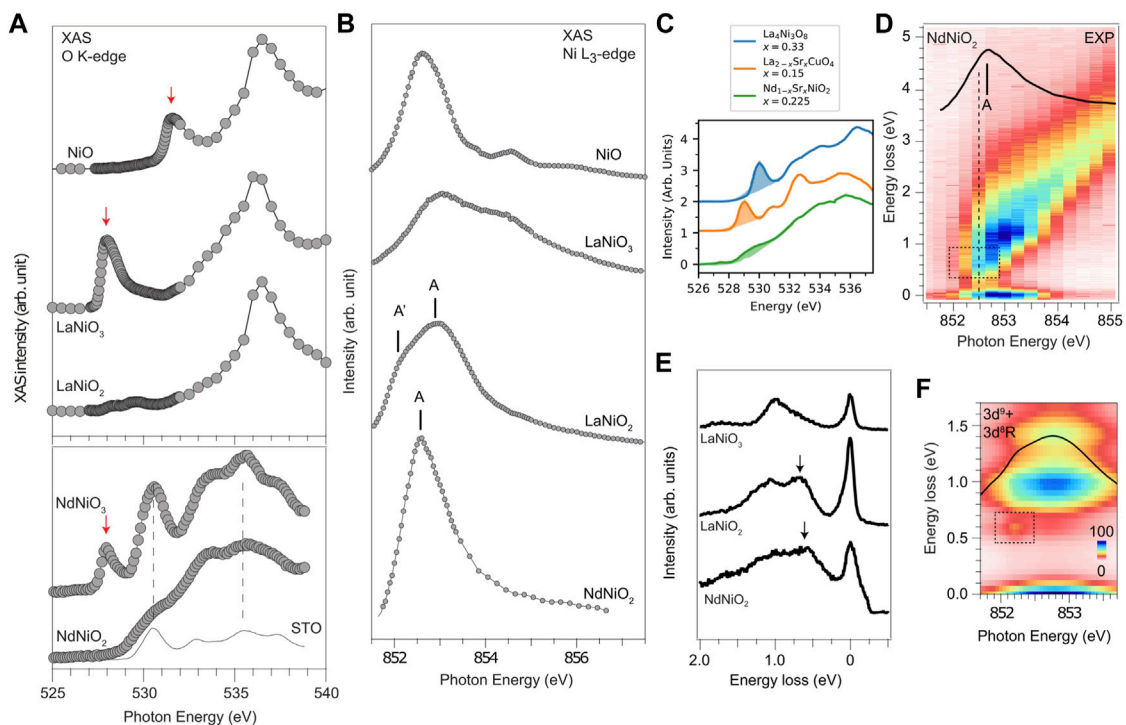 A
XAS
O K-edge
NiO
LaNiO3
LaNiO2
NdNiO3
NdNiO2
STO
XAS intensity (arb. unit)
525 530 535 540
Photon Energy (eV)
B
XAS
Ni L3-edge
NiO
LaNiO3
A' A
LaNiO2
A
NdNiO2
Intensity (arb. unit)
852 854 856
Photon Energy (eV)
C
La4Ni3O8
x = 0.33
La2−xSrxCuO4
x = 0.15
Nd1−xSrxNiO2
x = 0.225
Intensity (Arb. Units)
4
3
2
1
0
526 528 530 532 534 536
Energy (eV)
D
NdNiO2 EXP
A
Energy loss (eV)
5
4
3
2
1
0
852 853 854 855
Photon Energy (eV)
E
LaNiO3
LaNiO2
NdNiO2
Intensity (arb. units)
2.0 1.0 0
Energy loss (eV)
F
3d9+
3d8R
100
0
Energy loss (eV)
1.5
1.0
0.5
0.0
852 853
Photon Energy (eV)